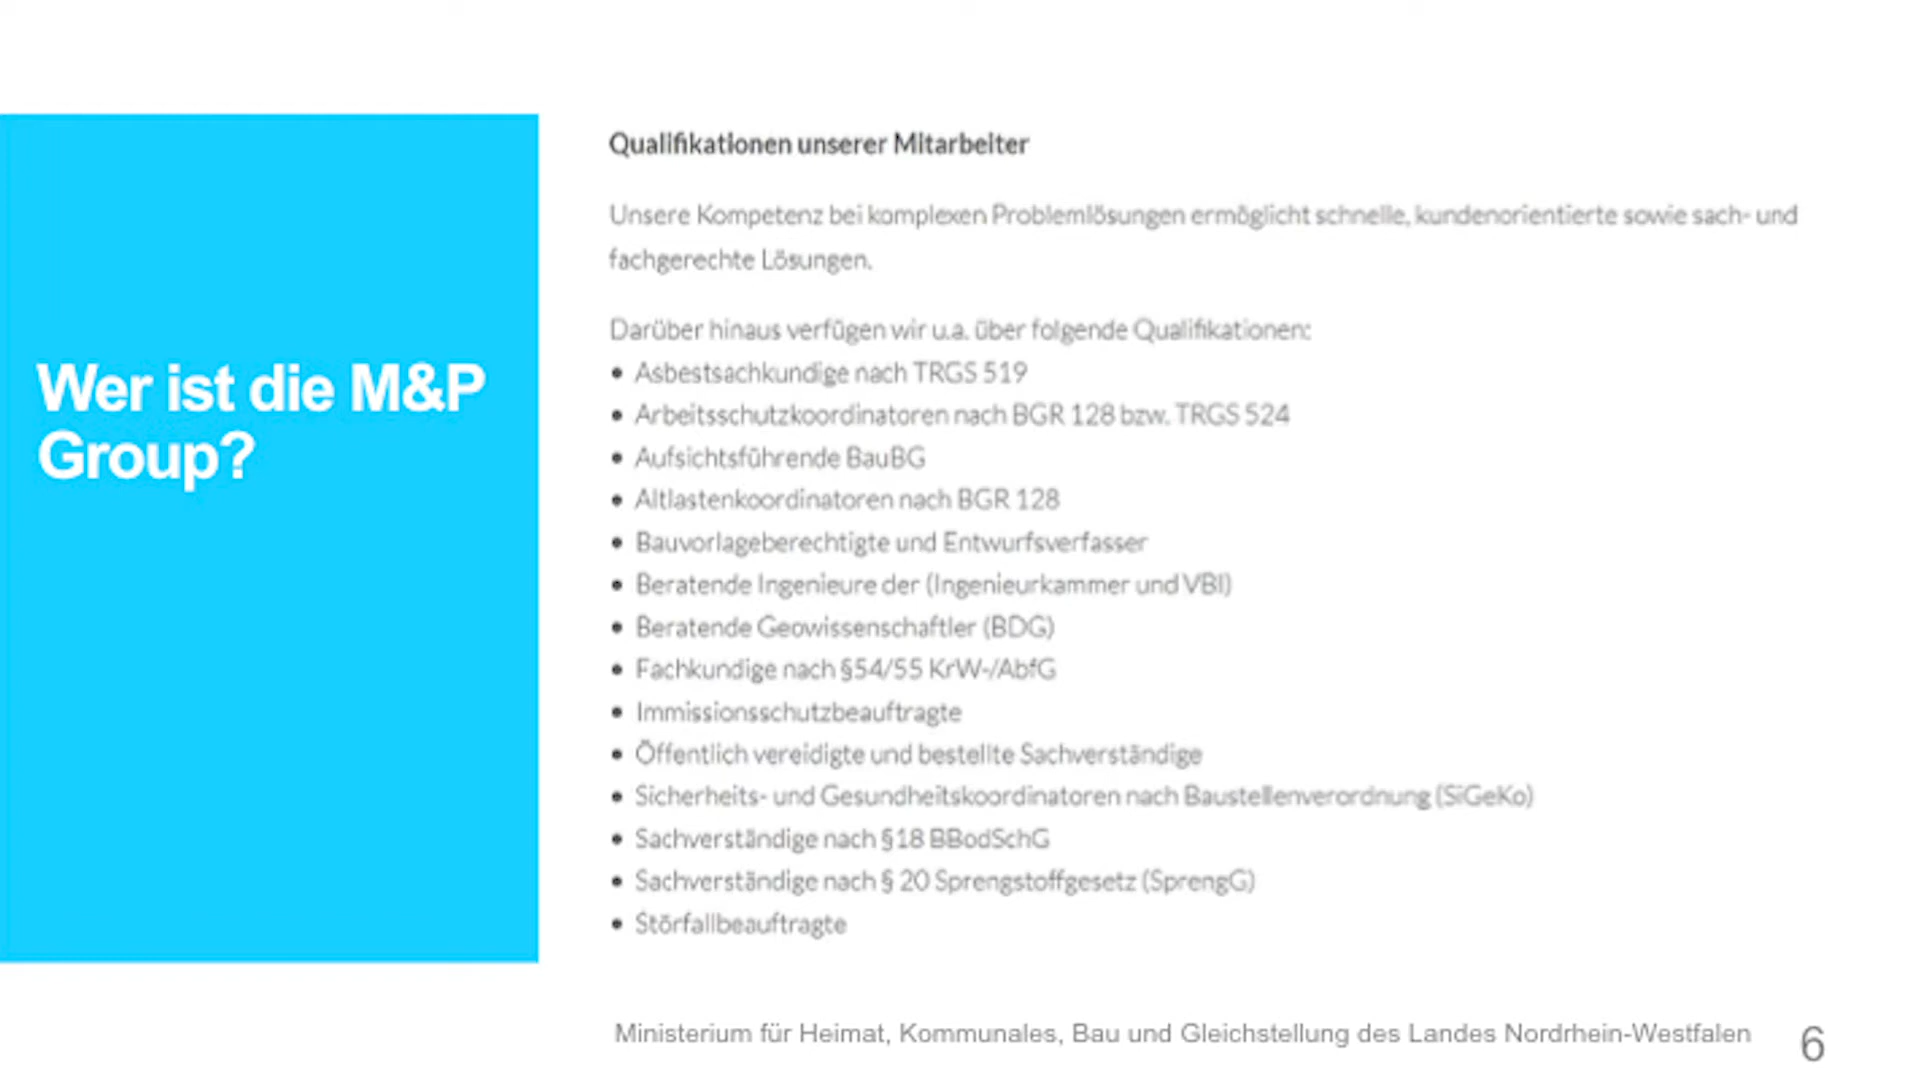 Wer ist die M&P
Group?
Qualifikationen unserer Mitarbeiter
Unsere Kompetenz bei komplexen Problemlösungen ermöglicht schnelle, kundenorientierte sowie sach- und
fachgerechte Lösungen.
Darüber hinaus verfügen wir u.a. über folgende Qualifikationen:
• Asbestsachkundige nach TRGS 519
• Arbeitsschutzkoordinatoren nach BGR 128 bzw. TRGS 524
• Aufsichtsführende BauBG
• Altlastenkoordinatoren nach BGR 128
• Bauvorlageberechtigte und Entwurfsverfasser
• Beratende Ingenieure der (Ingenieurkammer und VBI)
• Beratende Geowissenschaftler (BDG)
• Fachkundige nach §54/55 KrW-/AbfG
• Immissionsschutzbeauftragte
• Öffentlich vereidigte und bestellte Sachverständige
• Sicherheits- und Gesundheitskoordinatoren nach Baustellenverordnung (SiGeKo)
• Sachverständige nach §18 BBodSchG
• Sachverständige nach § 20 Sprengstoffgesetz (SprengG)
• Störfallbeauftragte
Ministerium für Heimat, Kommunales, Bau und Gleichstellung des Landes Nordrhein-Westfalen
6